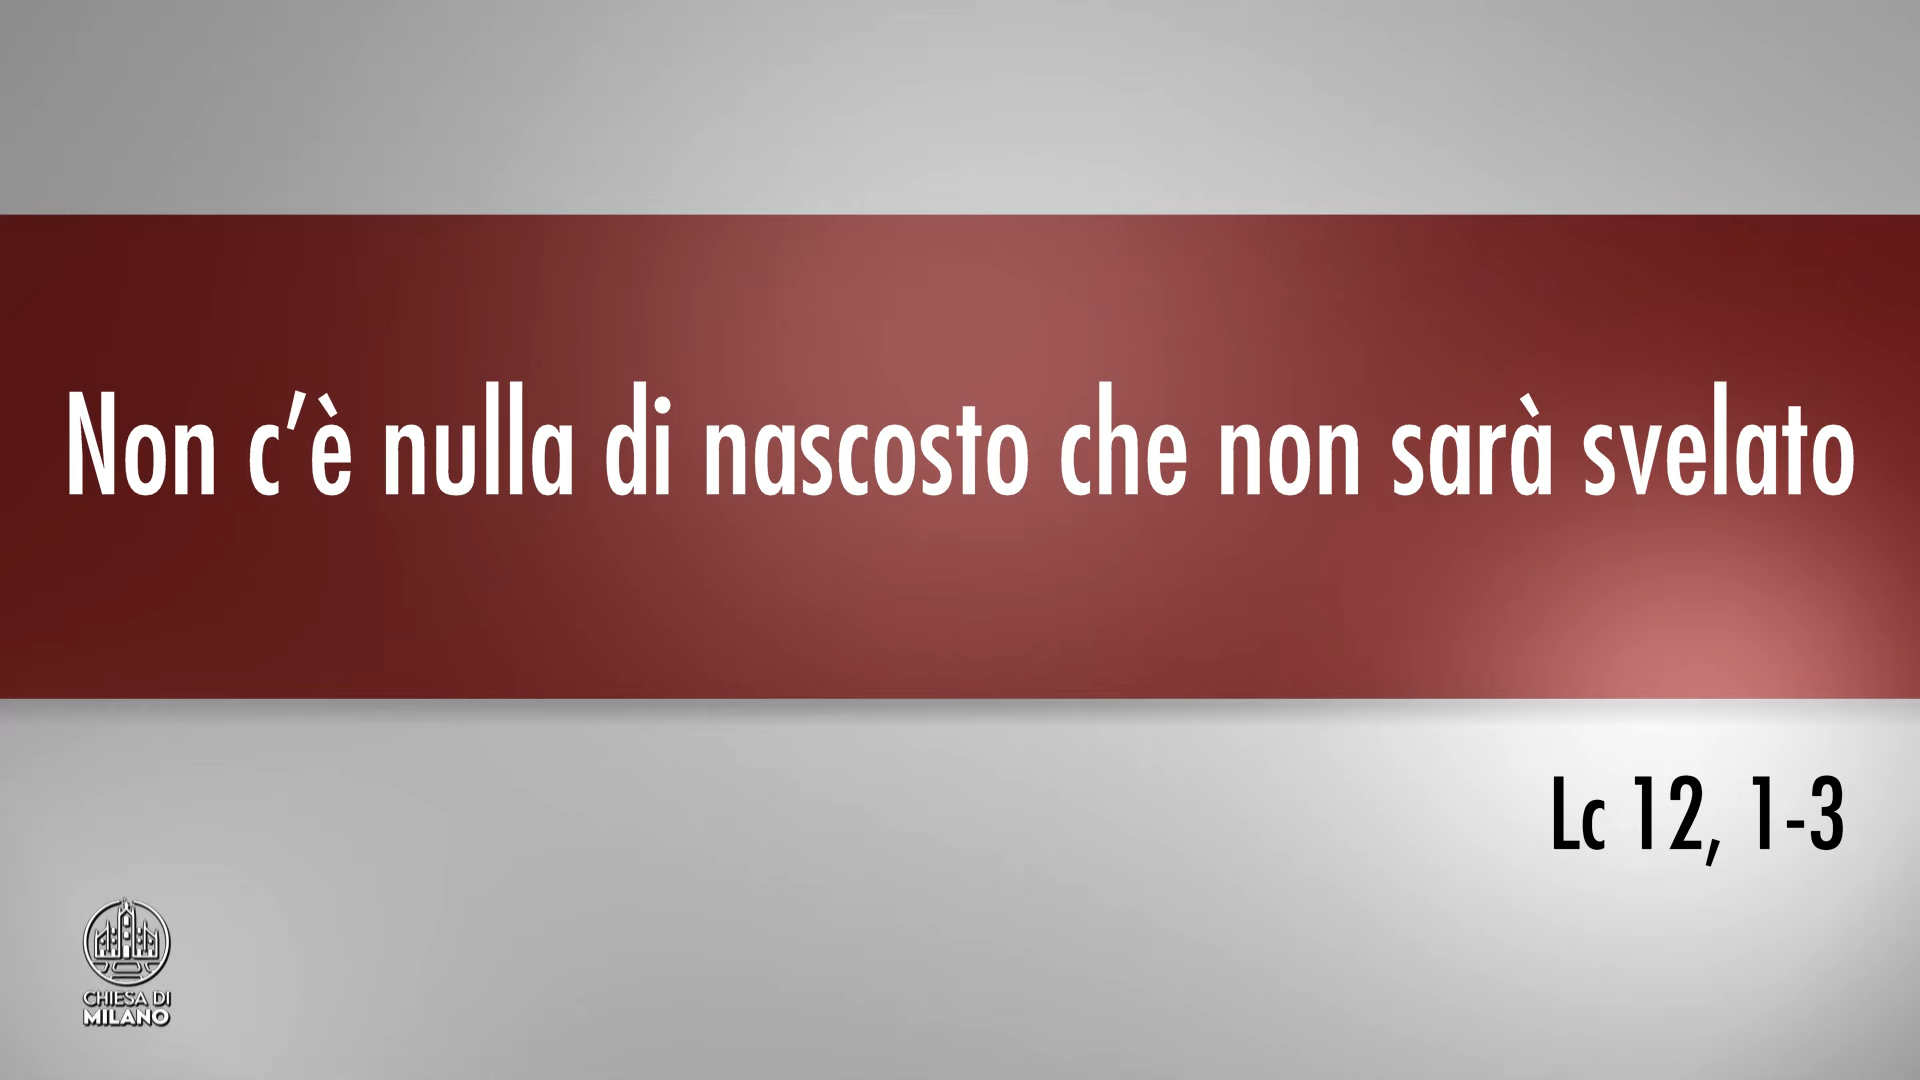 Non c’è nulla di nascosto che non sarà svelato
Lc 12, 1-3
CHIESA DI
MILANO